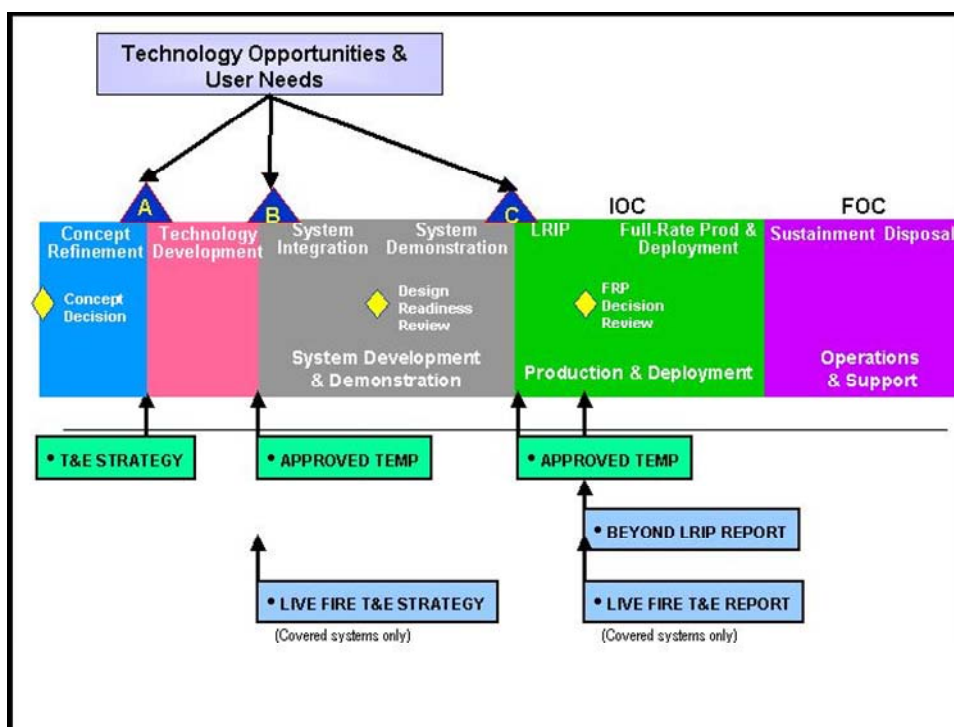 Technology Opportunities &
User Needs
A
B
C
IOC
FOC
Concept
Refinement
Technology
Development
System
Integration
System
Demonstration
LRIP
Full-Rate Prod &
Deployment
Sustainment Disposal
Concept
Decision
Design
Readiness
Review
FRP
Decision
Review
System Development
& Demonstration
Production & Deployment
Operations
& Support
• T&E STRATEGY
• APPROVED TEMP
• APPROVED TEMP
• BEYOND LRIP REPORT
• LIVE FIRE T&E STRATEGY
(Covered systems only)
• LIVE FIRE T&E REPORT
(Covered systems only)